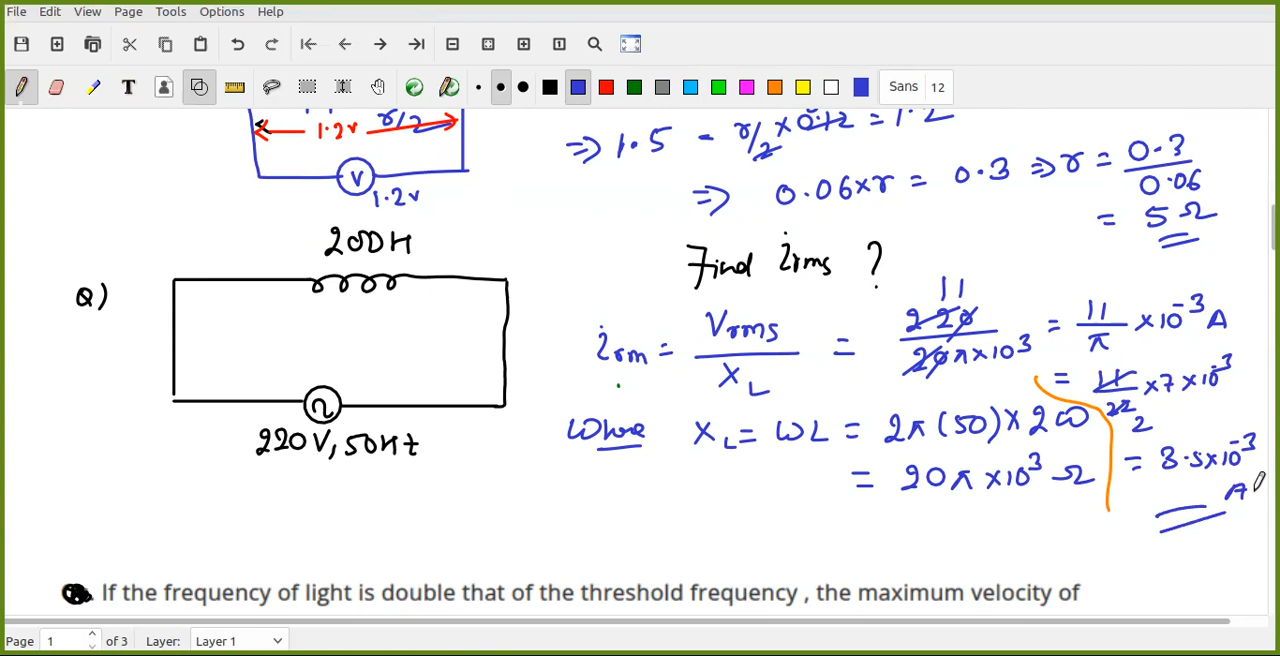 File Edit View Page Tools Options Help
Sans 12
1.2v r/2
V
1.2v
=> 1.5 - r/2 × 0.12 = 1.2
=> 0.06×r = 0.3 => r = 0.3/0.06
= 5 Ω
Q)
200H
220V, 50Hz
Find irms ?
irm = Vrms/XL = 220/20π×10³ = 11/π ×10⁻³ A
11
= 11/22 ×7×10⁻³
2
Where XL = WL = 2π(50)×200
= 20π×10³ Ω
= 3.5×10⁻³
A
If the frequency of light is double that of the threshold frequency , the maximum velocity of
Page 1 of 3 Layer: Layer 1